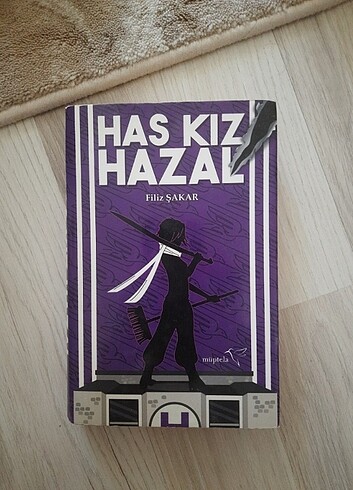 HAS KIZ
HAZAL
Filiz ŞAKAR
müptela
H